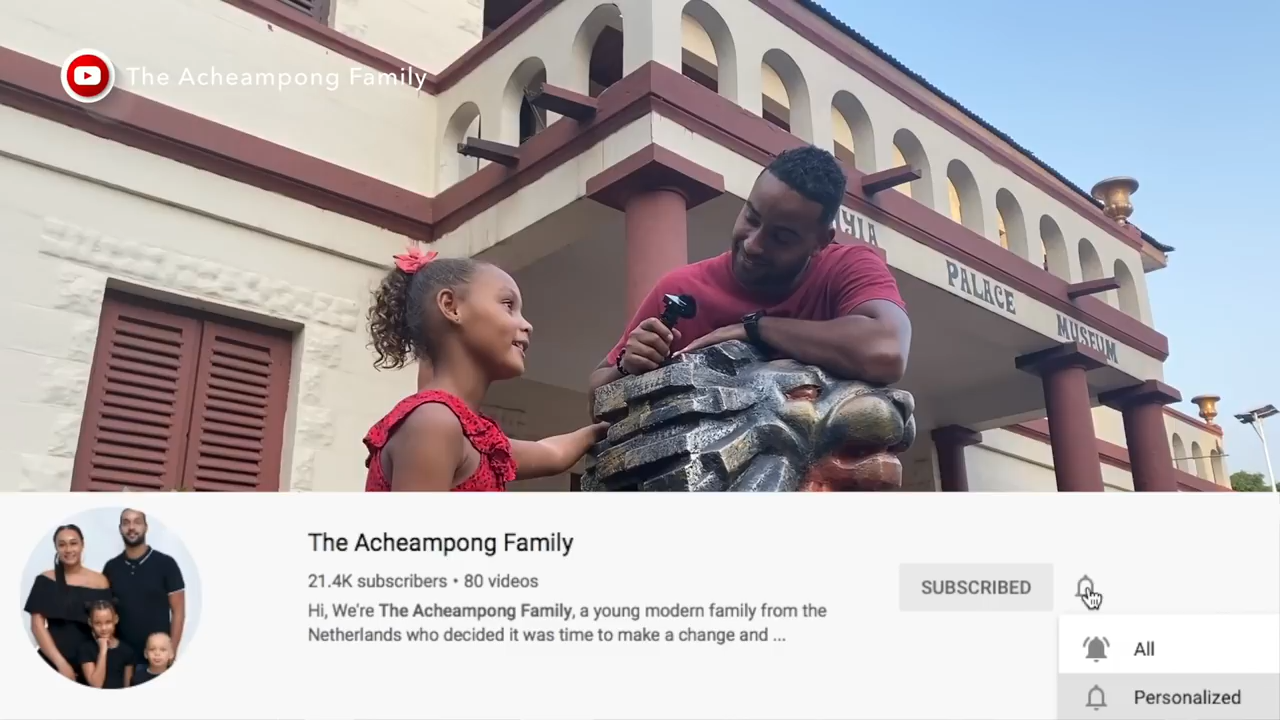 The Acheampong Family
PALACE
MUSEUM
The Acheampong Family
21.4K subscribers • 80 videos
Hi, We're The Acheampong Family, a young modern family from the
Netherlands who decided it was time to make a change and ...
SUBSCRIBED
All
Personalized